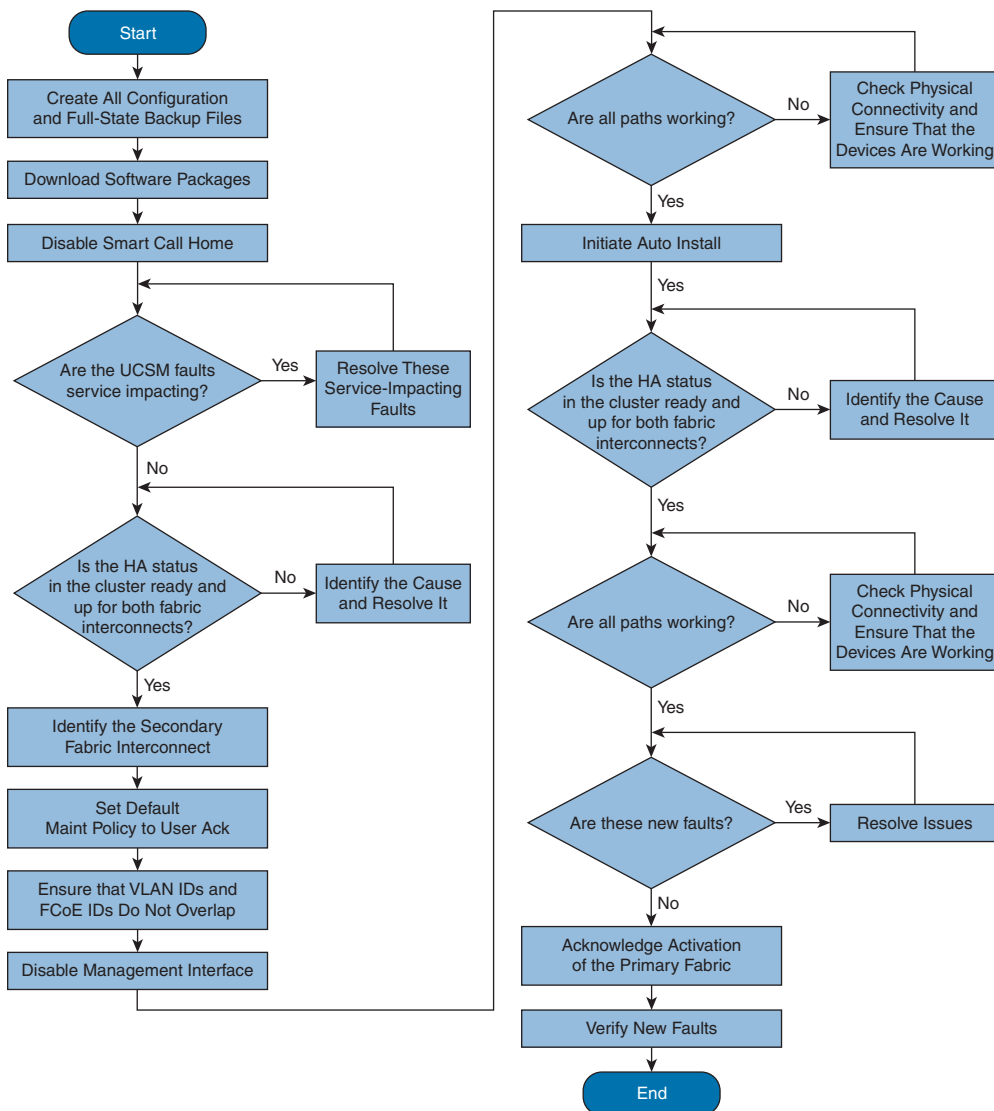 Start
Create All Configuration
and Full-State Backup Files
Download Software Packages
Disable Smart Call Home
Are the UCSM faults
service impacting?
Yes
Resolve These
Service-Impacting
Faults
No
Is the HA status
in the cluster ready and
up for both fabric
interconnects?
No
Identify the Cause
and Resolve It
Yes
Identify the Secondary
Fabric Interconnect
Set Default
Maint Policy to User Ack
Ensure that VLAN IDs and
FCoE IDs Do Not Overlap
Disable Management Interface
Are all paths working?
No
Check Physical
Connectivity and
Ensure That the
Devices Are Working
Yes
Initiate Auto Install
Yes
Is the HA status
in the cluster ready and
up for both fabric
interconnects?
No
Identify the Cause
and Resolve It
Yes
Are all paths working?
No
Check Physical
Connectivity and
Ensure That the
Devices Are Working
Yes
Are these new faults?
Yes
Resolve Issues
No
Acknowledge Activation
of the Primary Fabric
Verify New Faults
End